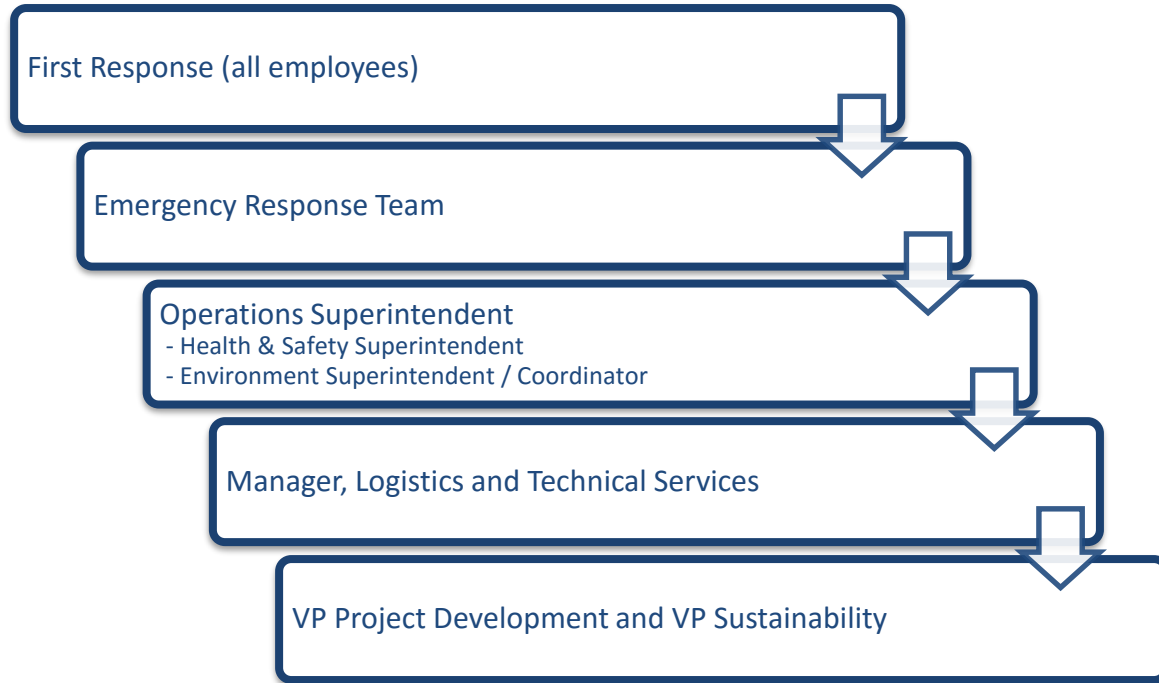 First Response (all employees)
Emergency Response Team
Operations Superintendent
- Health & Safety Superintendent
- Environment Superintendent / Coordinator
Manager, Logistics and Technical Services
VP Project Development and VP Sustainability